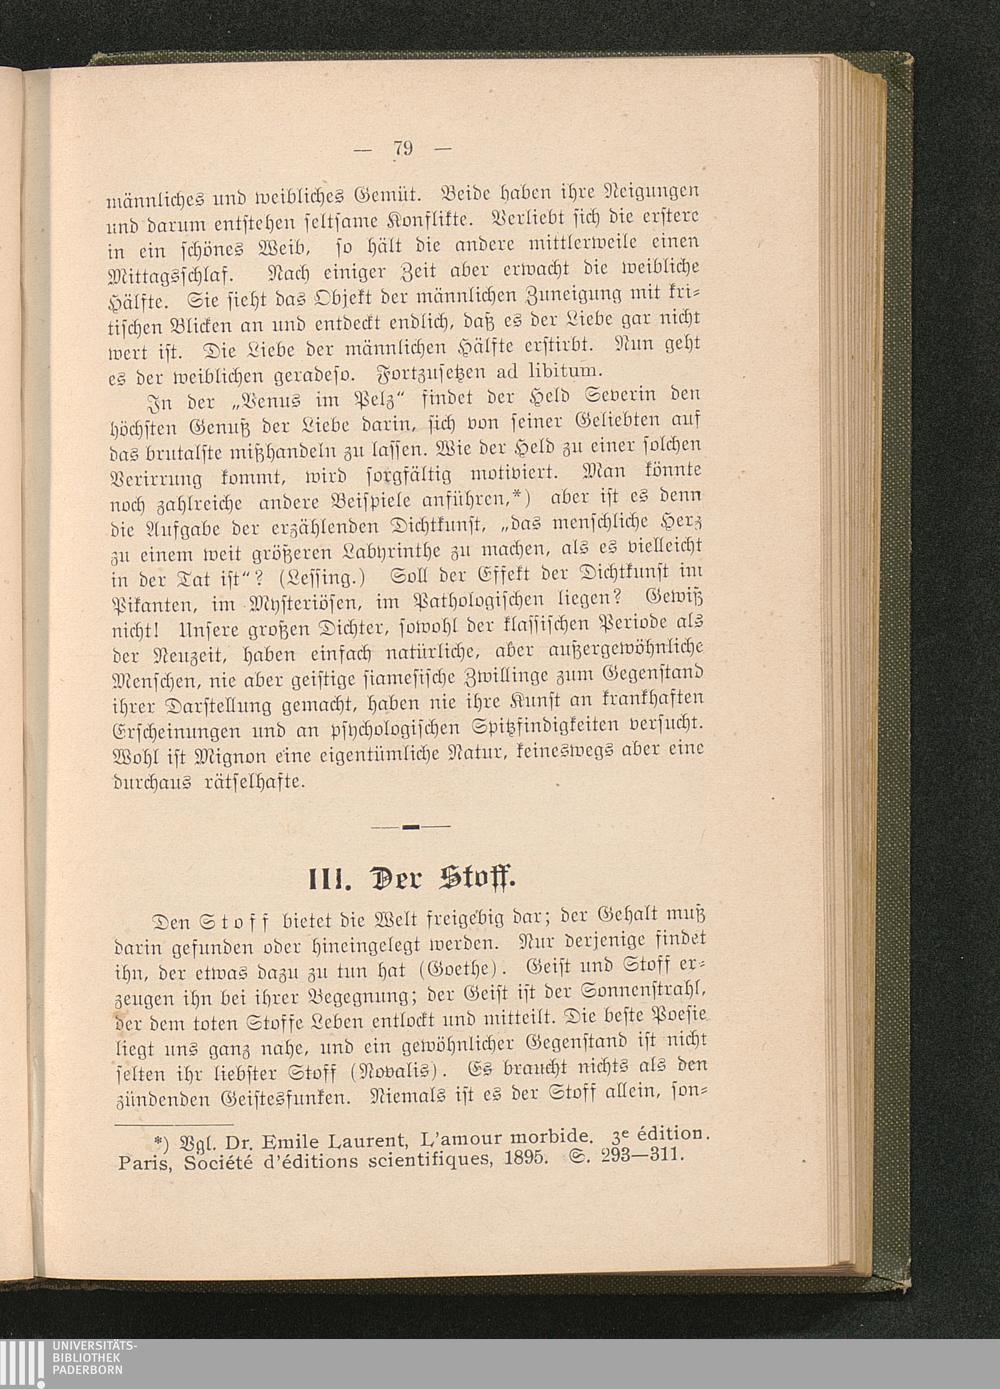 — 79 —
männliches und weibliches Gemüt. Beide haben ihre Neigungen
und darum entstehen seltsame Konflikte. Verliebt sich die erstere
in ein schönes Weib, so hält die andere mittlerweile einen
Mittagsschlaf. Nach einiger Zeit aber erwacht die weibliche
Hälfte. Sie sieht das Objekt der männlichen Zuneigung mit kri-
tischen Blicken an und entdeckt endlich, daß es der Liebe gar nicht
wert ist. Die Liebe der männlichen Hälfte erstirbt. Nun geht
es der weiblichen geradeso. Fortzusetzen ad libitum.
In der „Venus im Pelz“ findet der Held Severin den
höchsten Genuß der Liebe darin, sich von seiner Geliebten auf
das brutalste mißhandeln zu lassen. Wie der Held zu einer solchen
Verirrung kommt, wird sorgfältig motiviert. Man könnte
noch zahlreiche andere Beispiele anführen,*) aber ist es denn
die Aufgabe der erzählenden Dichtkunst, „das menschliche Herz
zu einem weit größeren Labyrinthe zu machen, als es vielleicht
in der Tat ist“? (Lessing.) Soll der Effekt der Dichtkunst im
Pikanten, im Mysteriösen, im Pathologischen liegen? Gewiß
nicht! Unsere großen Dichter, sowohl der klassischen Periode als
der Neuzeit, haben einfach natürliche, aber außergewöhnliche
Menschen, nie aber geistige siamesische Zwillinge zum Gegenstand
ihrer Darstellung gemacht, haben nie ihre Kunst an krankhaften
Erscheinungen und an psychologischen Spitzfindigkeiten versucht.
Wohl ist Mignon eine eigentümliche Natur, keineswegs aber eine
durchaus rätselhafte.
III. Der Stoff.
Den Stoff bietet die Welt freigebig dar; der Gehalt muß
darin gefunden oder hineingelegt werden. Nur derjenige findet
ihn, der etwas dazu zu tun hat (Goethe). Geist und Stoff er-
zeugen ihn bei ihrer Begegnung; der Geist ist der Sonnenstrahl,
der dem toten Stoffe Leben entlockt und mitteilt. Die beste Poesie
liegt uns ganz nahe, und ein gewöhnlicher Gegenstand ist nicht
selten ihr liebster Stoff (Novalis). Es braucht nichts als den
zündenden Geistesfunken. Niemals ist es der Stoff allein, son-
*) Vgl. Dr. Emile Laurent, L'amour morbide. 3e édition.
Paris, Société d'éditions scientifiques, 1895. S. 293—311.
UNIVERSITÄTS-
BIBLIOTHEK
PADERBORN